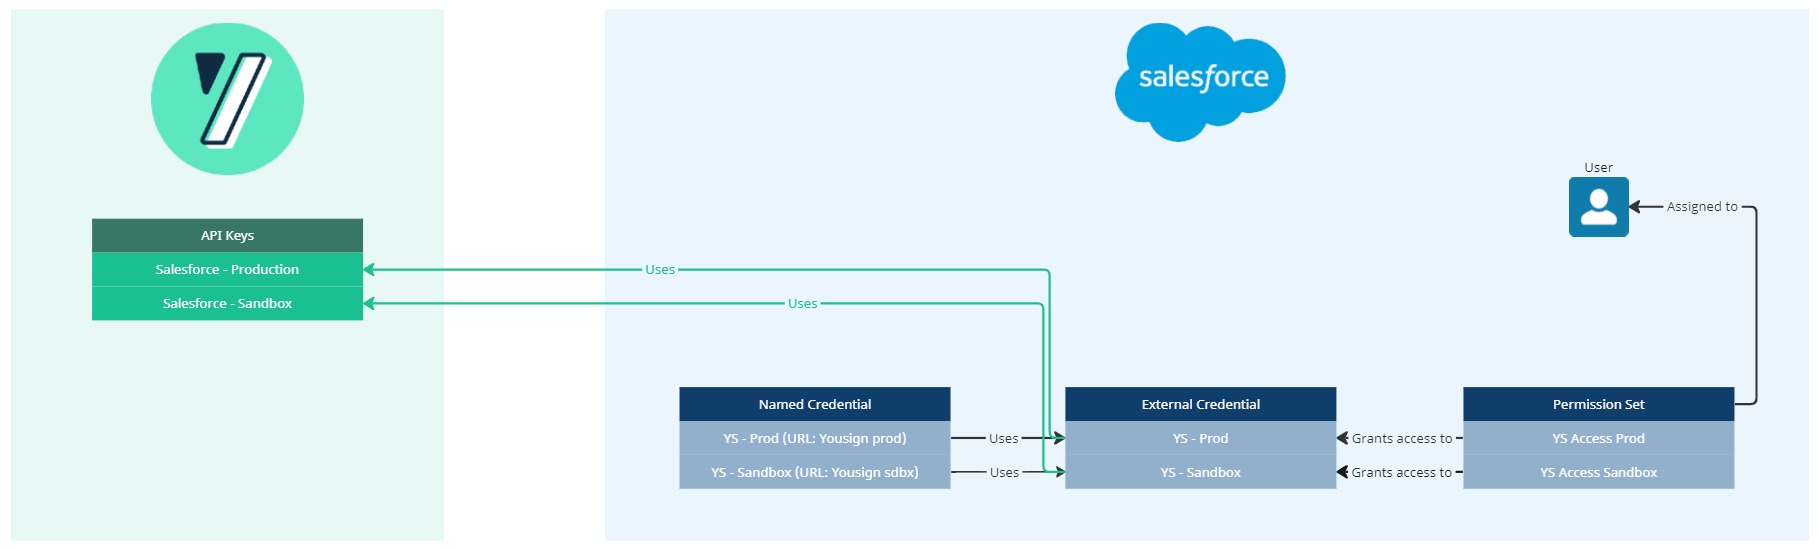 salesforce
User
Assigned to
API Keys
Salesforce - Production
Salesforce - Sandbox
Uses
Uses
Named Credential
YS - Prod (URL: Yousign prod)
YS - Sandbox (URL: Yousign sdbx)
Uses
Uses
External Credential
YS - Prod
YS - Sandbox
Grants access to
Grants access to
Permission Set
YS Access Prod
YS Access Sandbox